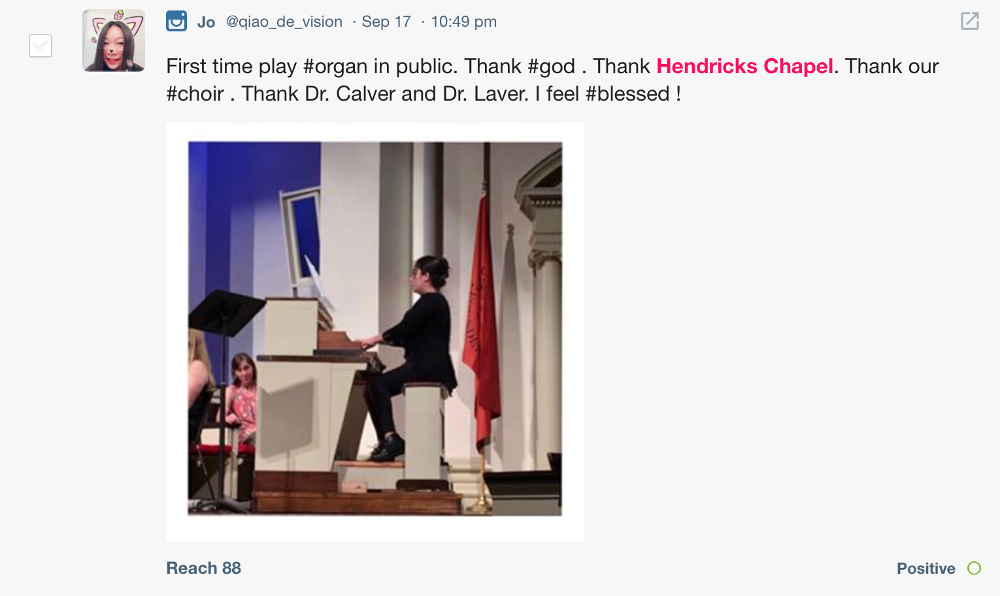 Jo @qiao_de_vision · Sep 17 · 10:49 pm
First time play #organ in public. Thank #god . Thank Hendricks Chapel. Thank our
#choir . Thank Dr. Calver and Dr. Laver. I feel #blessed !
Reach 88
Positive